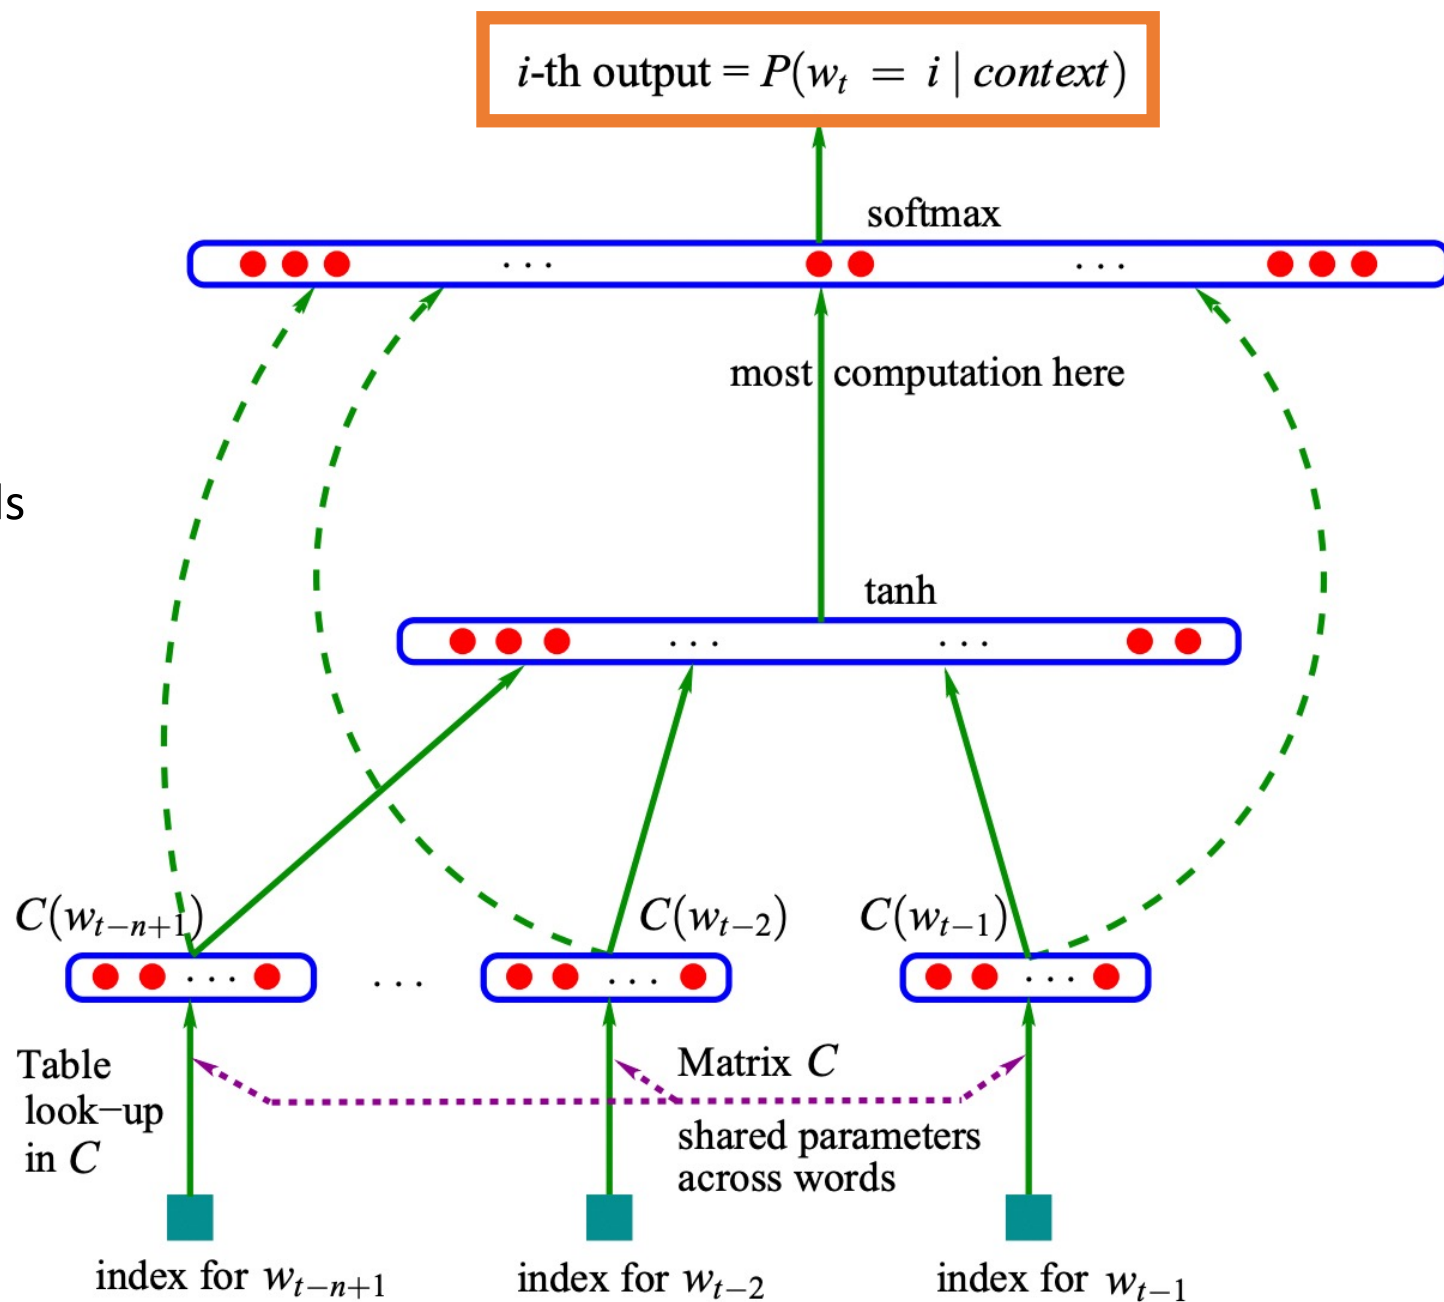 i-th output = P(w_t = i | context)
softmax
. . .
. . .
most computation here
tanh
. . .
. . .
C(w_{t−n+1})
C(w_{t−2})
C(w_{t−1})
. . .
. . .
. . .
. . .
Table
look−up
in C
Matrix C
shared parameters
across words
index for w_{t−n+1}
index for w_{t−2}
index for w_{t−1}